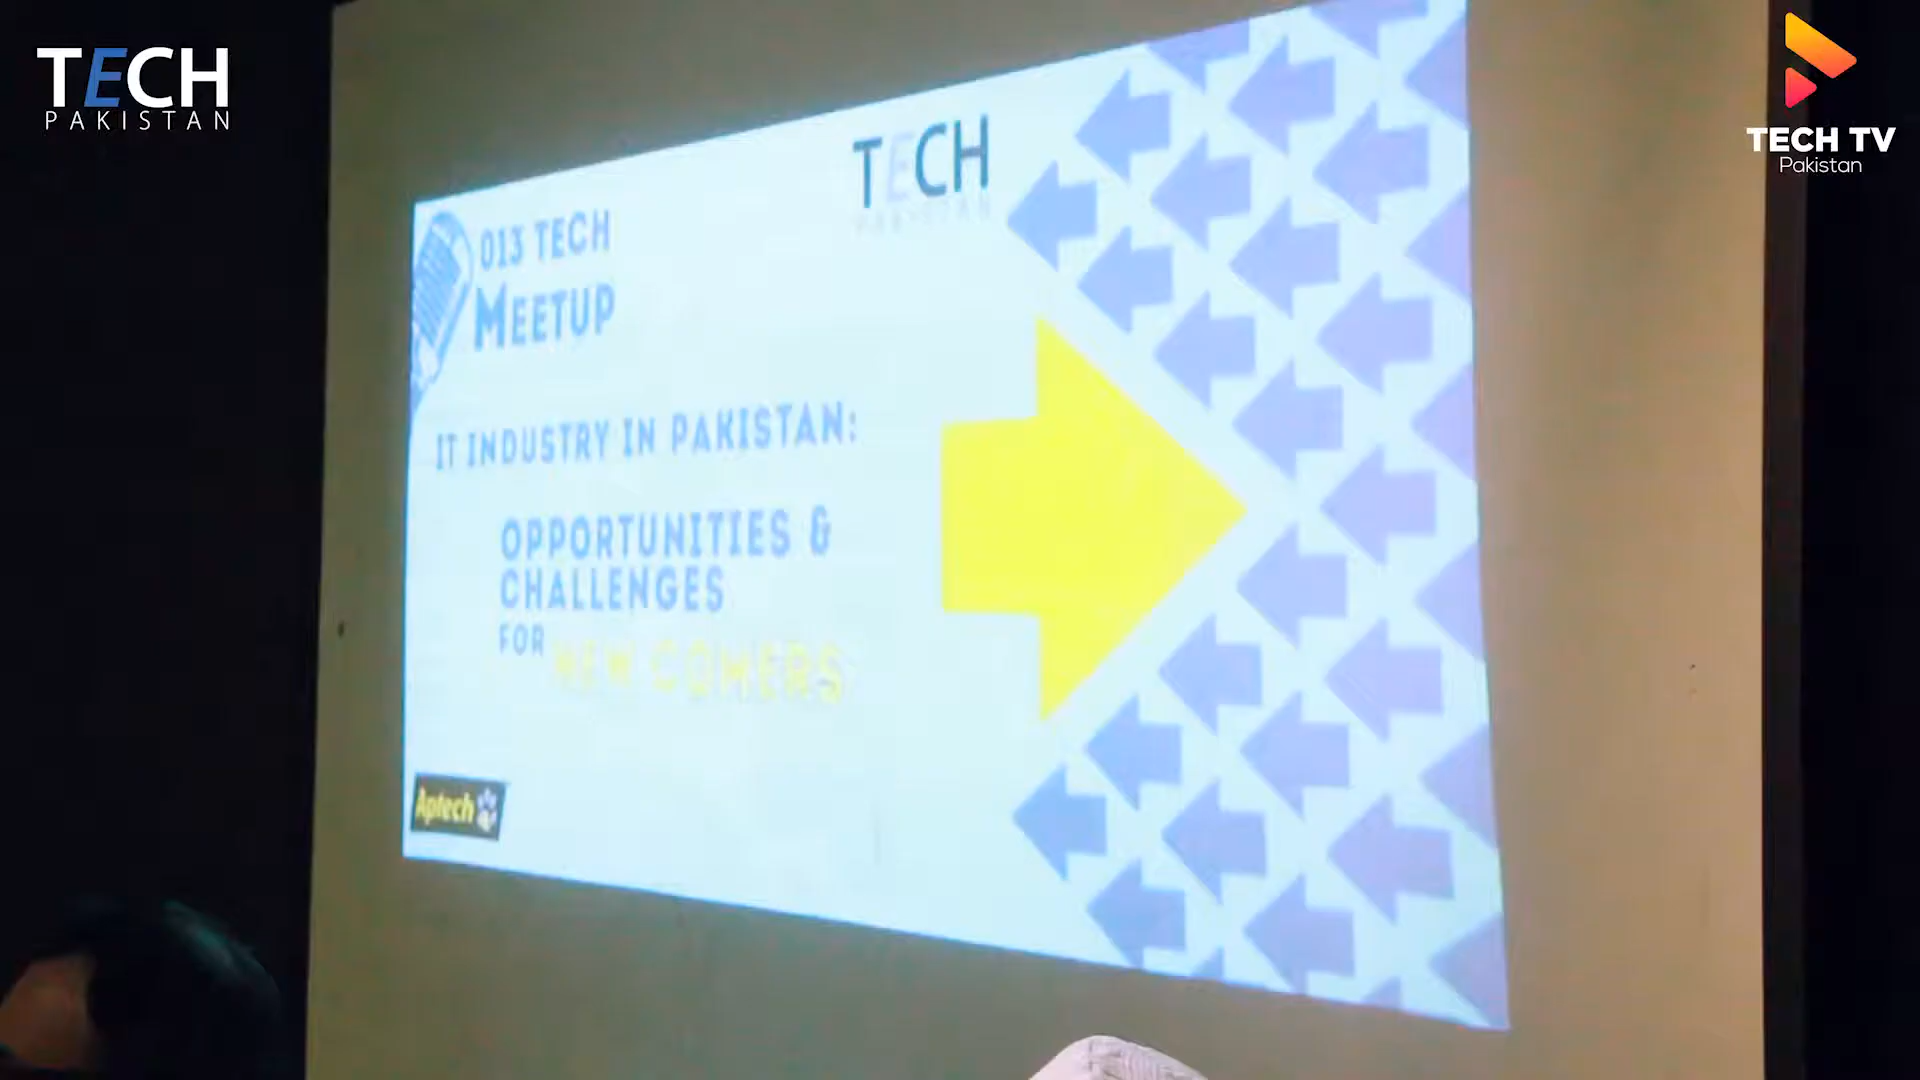 TECH
PAKISTAN
TECH TV
Pakistan
TECH
PAKISTAN
013 TECH
MEETUP
IT INDUSTRY IN PAKISTAN:
OPPORTUNITIES &
CHALLENGES
FOR NEW COMERS
Aptech